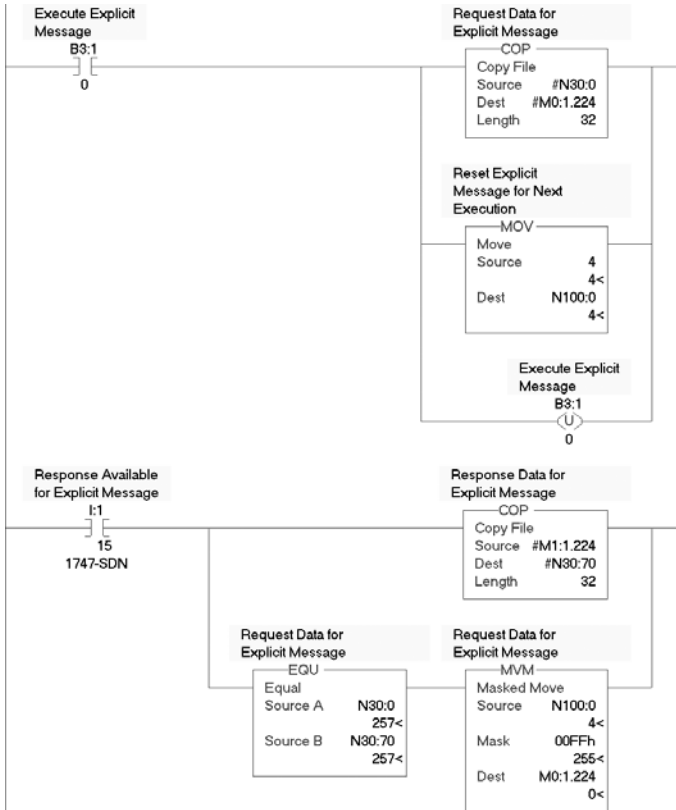 Execute Explicit
Message
B3:1
0
Request Data for
Explicit Message
COP
Copy File
Source #N30:0
Dest #M0:1.224
Length 32
Reset Explicit
Message for Next
Execution
MOV
Move
Source 4
4<
Dest N100:0
4<
Execute Explicit
Message
B3:1
U
0
Response Available
for Explicit Message
I:1
15
1747-SDN
Response Data for
Explicit Message
COP
Copy File
Source #M1:1.224
Dest #N30:70
Length 32
Request Data for
Explicit Message
EQU
Equal
Source A N30:0
257<
Source B N30:70
257<
Request Data for
Explicit Message
MVM
Masked Move
Source N100:0
4<
Mask 00FFh
255<
Dest M0:1.224
0<